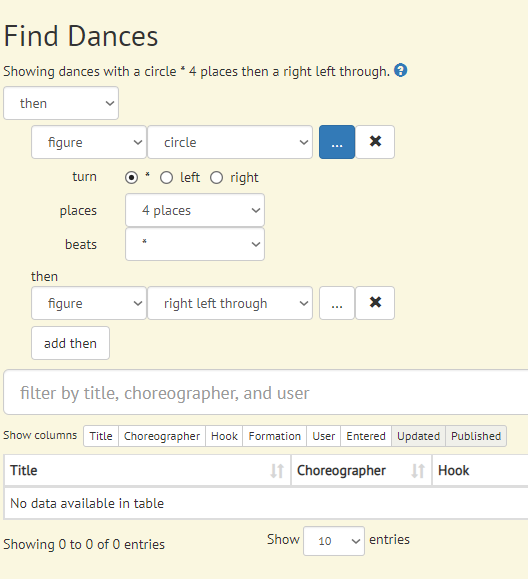 Find Dances
Showing dances with a circle * 4 places then a right left through. ?
then
figure circle ... ✖
turn * left right
places 4 places
beats *
then
figure right left through ... ✖
add then
filter by title, choreographer, and user
Show columns Title Choreographer Hook Formation User Entered Updated Published
Title Choreographer Hook
No data available in table
Showing 0 to 0 of 0 entries Show 10 entries